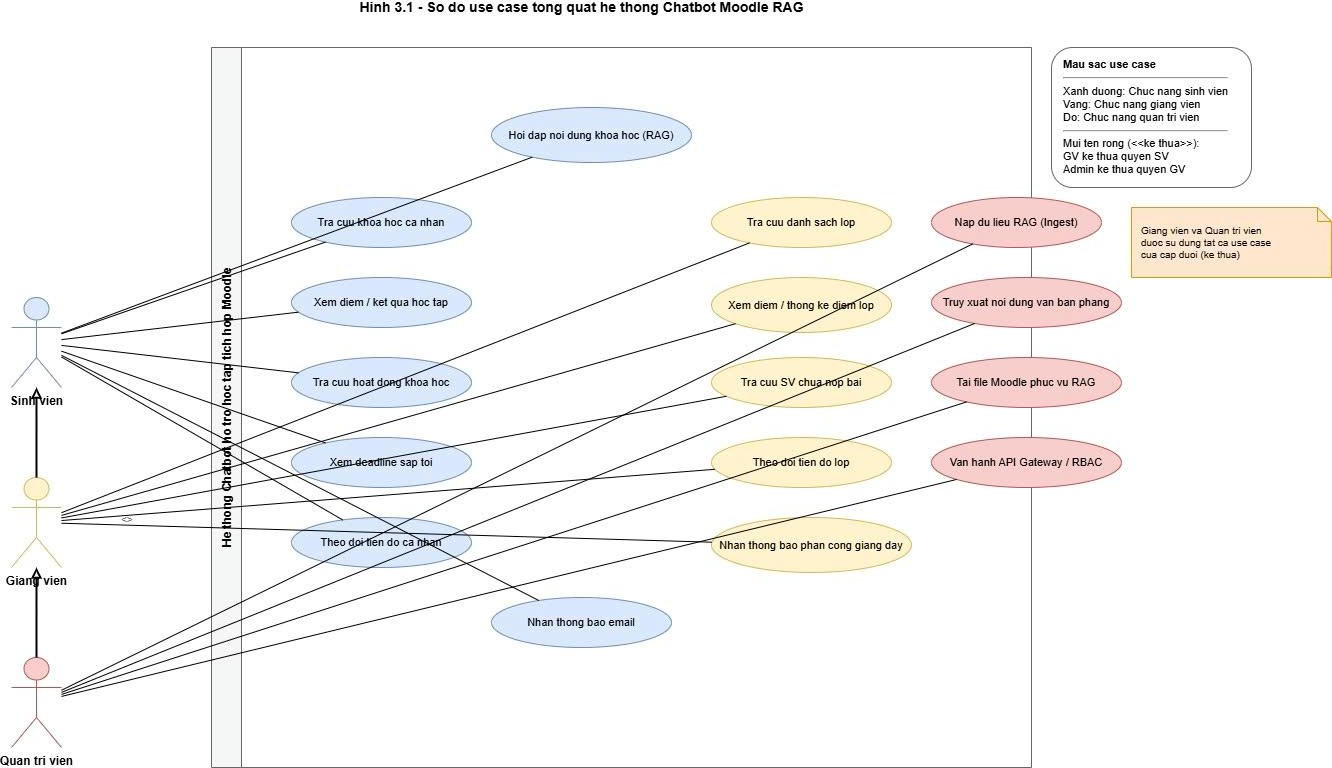 Hinh 3.1 - So do use case tong quat he thong Chatbot Moodle RAG
Mau sac use case
Xanh duong: Chuc nang sinh vien
Vang: Chuc nang giang vien
Do: Chuc nang quan tri vien
Mui ten rong (<<ke thua>>):
GV ke thua quyen SV
Admin ke thua quyen GV
Giang vien va Quan tri vien
duoc su dung tat ca use case
cua cap duoi (ke thua)
He thong Chatbot ho tro hoc tap tich hop Moodle
Hoi dap noi dung khoa hoc (RAG)
Tra cuu khoa hoc ca nhan
Tra cuu danh sach lop
Nap du lieu RAG (Ingest)
Xem diem / ket qua hoc tap
Xem diem / thong ke diem lop
Truy xuat noi dung van ban phang
Tra cuu hoat dong khoa hoc
Tra cuu SV chua nop bai
Tai file Moodle phuc vu RAG
Sinh vien
Xem deadline sap toi
Theo doi tien do lop
Van hanh API Gateway / RBAC
<>
Theo doi tien do ca nhan
Nhan thong bao phan cong giang day
Giang vien
Nhan thong bao email
Quan tri vien